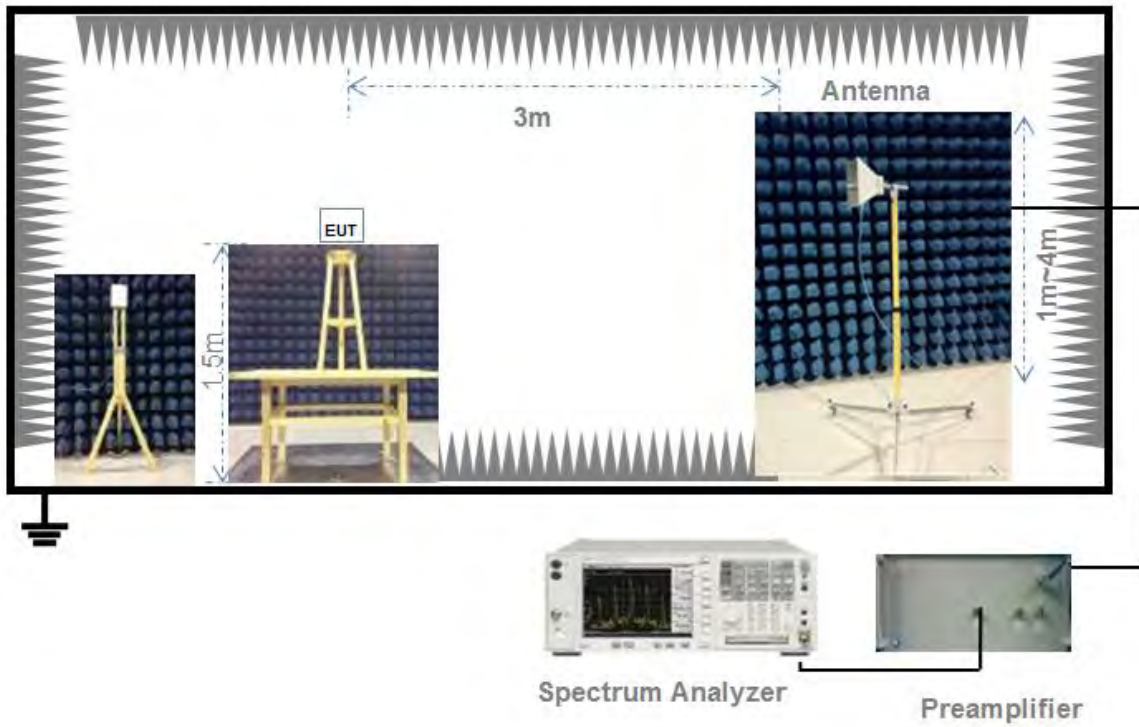 Antenna
3m
EUT
1.5m
1m~4m
Spectrum Analyzer
Preamplifier